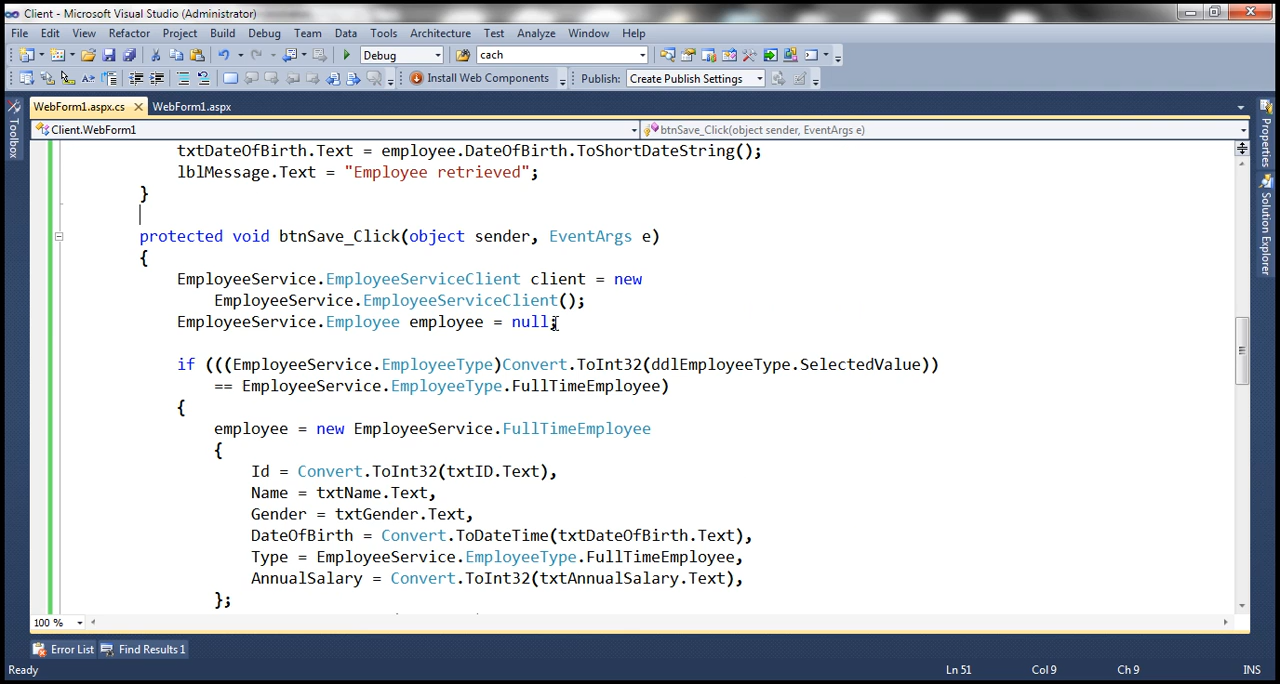 Client - Microsoft Visual Studio (Administrator)
File Edit View Refactor Project Build Debug Team Data Tools Architecture Test Analyze Window Help
Debug cach
Install Web Components Publish: Create Publish Settings
WebForm1.aspx.cs WebForm1.aspx
Client.WebForm1 btnSave_Click(object sender, EventArgs e)
Toolbox
Properties
Solution Explorer
txtDateOfBirth.Text = employee.DateOfBirth.ToShortDateString();
lblMessage.Text = "Employee retrieved";
}
protected void btnSave_Click(object sender, EventArgs e)
{
EmployeeService.EmployeeServiceClient client = new
EmployeeService.EmployeeServiceClient();
EmployeeService.Employee employee = null;
if (((EmployeeService.EmployeeType)Convert.ToInt32(ddlEmployeeType.SelectedValue))
== EmployeeService.EmployeeType.FullTimeEmployee)
{
employee = new EmployeeService.FullTimeEmployee
{
Id = Convert.ToInt32(txtID.Text),
Name = txtName.Text,
Gender = txtGender.Text,
DateOfBirth = Convert.ToDateTime(txtDateOfBirth.Text),
Type = EmployeeService.EmployeeType.FullTimeEmployee,
AnnualSalary = Convert.ToInt32(txtAnnualSalary.Text),
};
100 %
Error List Find Results 1
Ready Ln 51 Col 9 Ch 9 INS